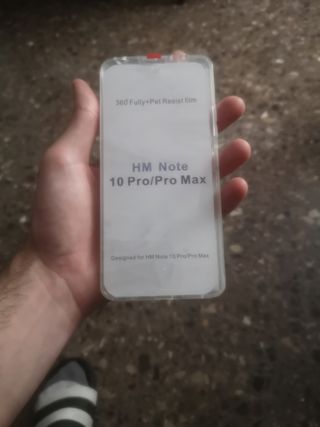 360°Fully+Pet Resist film
HM Note
10 Pro/Pro Max
Designed for HM Note 10 Pro/Pro Max